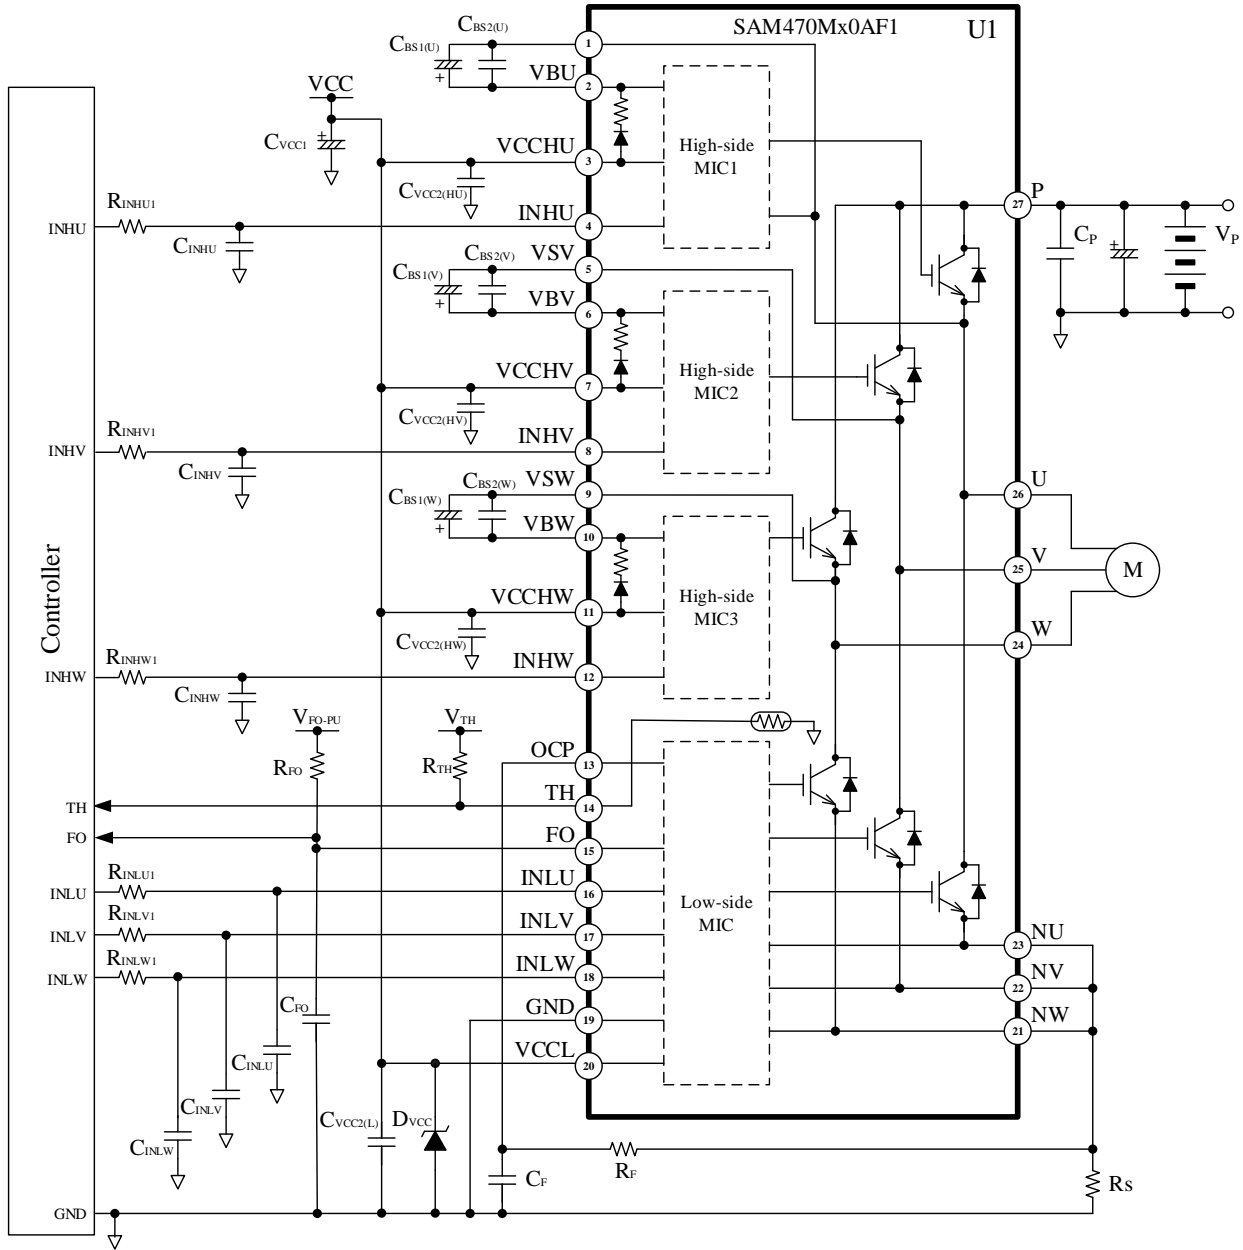 SAM470Mx0AF1
U1
CBS2(U)
CBS1(U)
+
1
VBU
2
VCC
CVCC1
+
VCCHU
3
High-side
MIC1
CVCC2(HU)
RINHU1
INHU
INHU
4
CINHU
P
27
CP
+
VP
CBS2(V)
VSV
5
CBS1(V)
+
VBV
6
VCCHV
7
High-side
MIC2
CVCC2(HV)
RINHV1
INHV
INHV
8
CINHV
CBS2(W)
VSW
9
CBS1(W)
+
VBW
10
U
26
V
25
M
W
24
Controller
VCCHW
11
High-side
MIC3
CVCC2(HW)
RINHW1
INHW
INHW
12
CINHW
VFO-PU
VTH
RFO
RTH
OCP
13
TH
TH
14
FO
FO
15
RINLU1
INLU
INLU
16
Low-side
MIC
RINLV1
INLV
INLV
17
NU
23
RINLW1
INLW
INLW
18
NV
22
CFO
GND
19
NW
21
VCCL
20
CINLU
CINLV
CINLW
CVCC2(L)
DVCC
CF
RF
Rs
GND